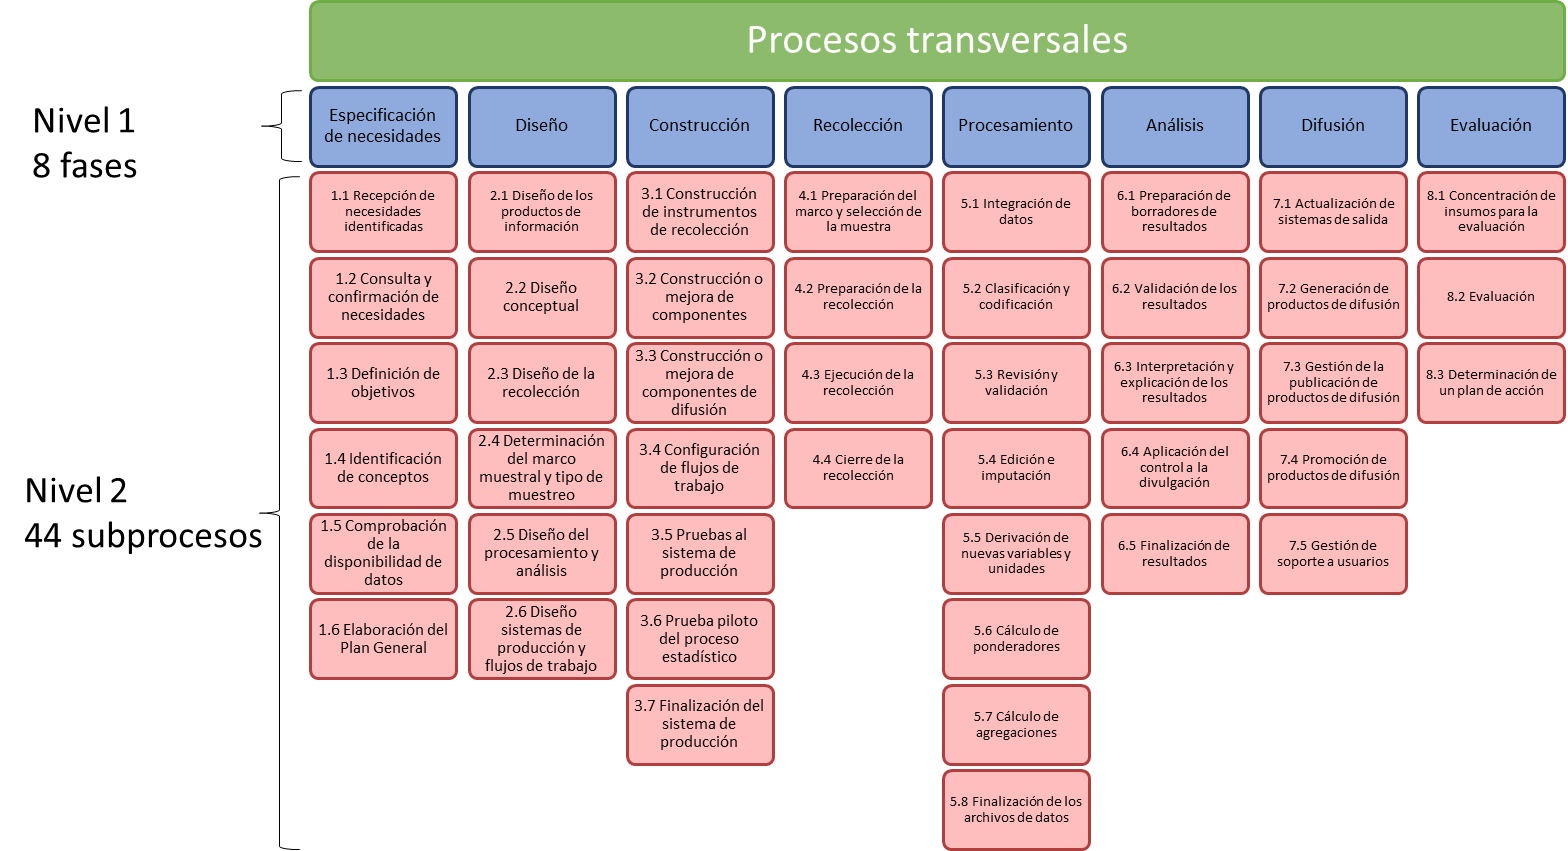 Procesos transversales
Nivel 1
8 fases
Especificación
de necesidades
Diseño
Construcción
Recolección
Procesamiento
Análisis
Difusión
Evaluación
Nivel 2
44 subprocesos
1.1 Recepción de
necesidades
identificadas
1.2 Consulta y
confirmación de
necesidades
1.3 Definición de
objetivos
1.4 Identificación
de conceptos
1.5 Comprobación
de la
disponibilidad de
datos
1.6 Elaboración del
Plan General
2.1 Diseño de los
productos de
información
2.2 Diseño
conceptual
2.3 Diseño de la
recolección
2.4 Determinación
del marco
muestral y tipo de
muestreo
2.5 Diseño del
procesamiento y
análisis
2.6 Diseño
sistemas de
producción y
flujos de trabajo
3.1 Construcción
de instrumentos
de recolección
3.2 Construcción o
mejora de
componentes
3.3 Construcción o
mejora de
componentes de
difusión
3.4 Configuración
de flujos de
trabajo
3.5 Pruebas al
sistema de
producción
3.6 Prueba piloto
del proceso
estadístico
3.7 Finalización del
sistema de
producción
4.1 Preparación del
marco y selección de
la muestra
4.2 Preparación de la
recolección
4.3 Ejecución de la
recolección
4.4 Cierre de la
recolección
5.1 Integración de
datos
5.2 Clasificación y
codificación
5.3 Revisión y
validación
5.4 Edición e
imputación
5.5 Derivación de
nuevas variables y
unidades
5.6 Cálculo de
ponderadores
5.7 Cálculo de
agregaciones
5.8 Finalización de los
archivos de datos
6.1 Preparación de
borradores de
resultados
6.2 Validación de los
resultados
6.3 Interpretación y
explicación de los
resultados
6.4 Aplicación del
control a la
divulgación
6.5 Finalización de
resultados
7.1 Actualización de
sistemas de salida
7.2 Generación de
productos de difusión
7.3 Gestión de la
publicación de
productos de difusión
7.4 Promoción de
productos de difusión
7.5 Gestión de
soporte a usuarios
8.1 Concentración de
insumos para la
evaluación
8.2 Evaluación
8.3 Determinación de
un plan de acción